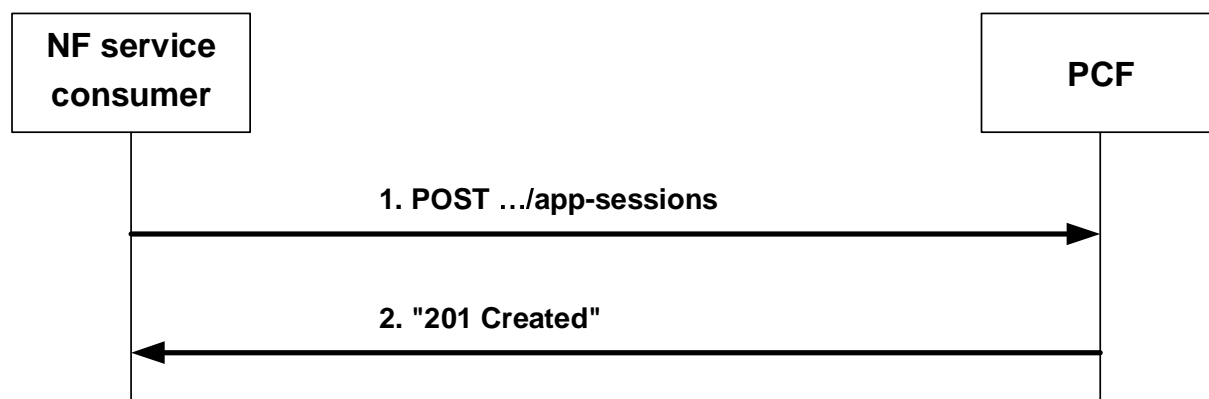 NF service
consumer
PCF
1. POST …/app-sessions
2. "201 Created"